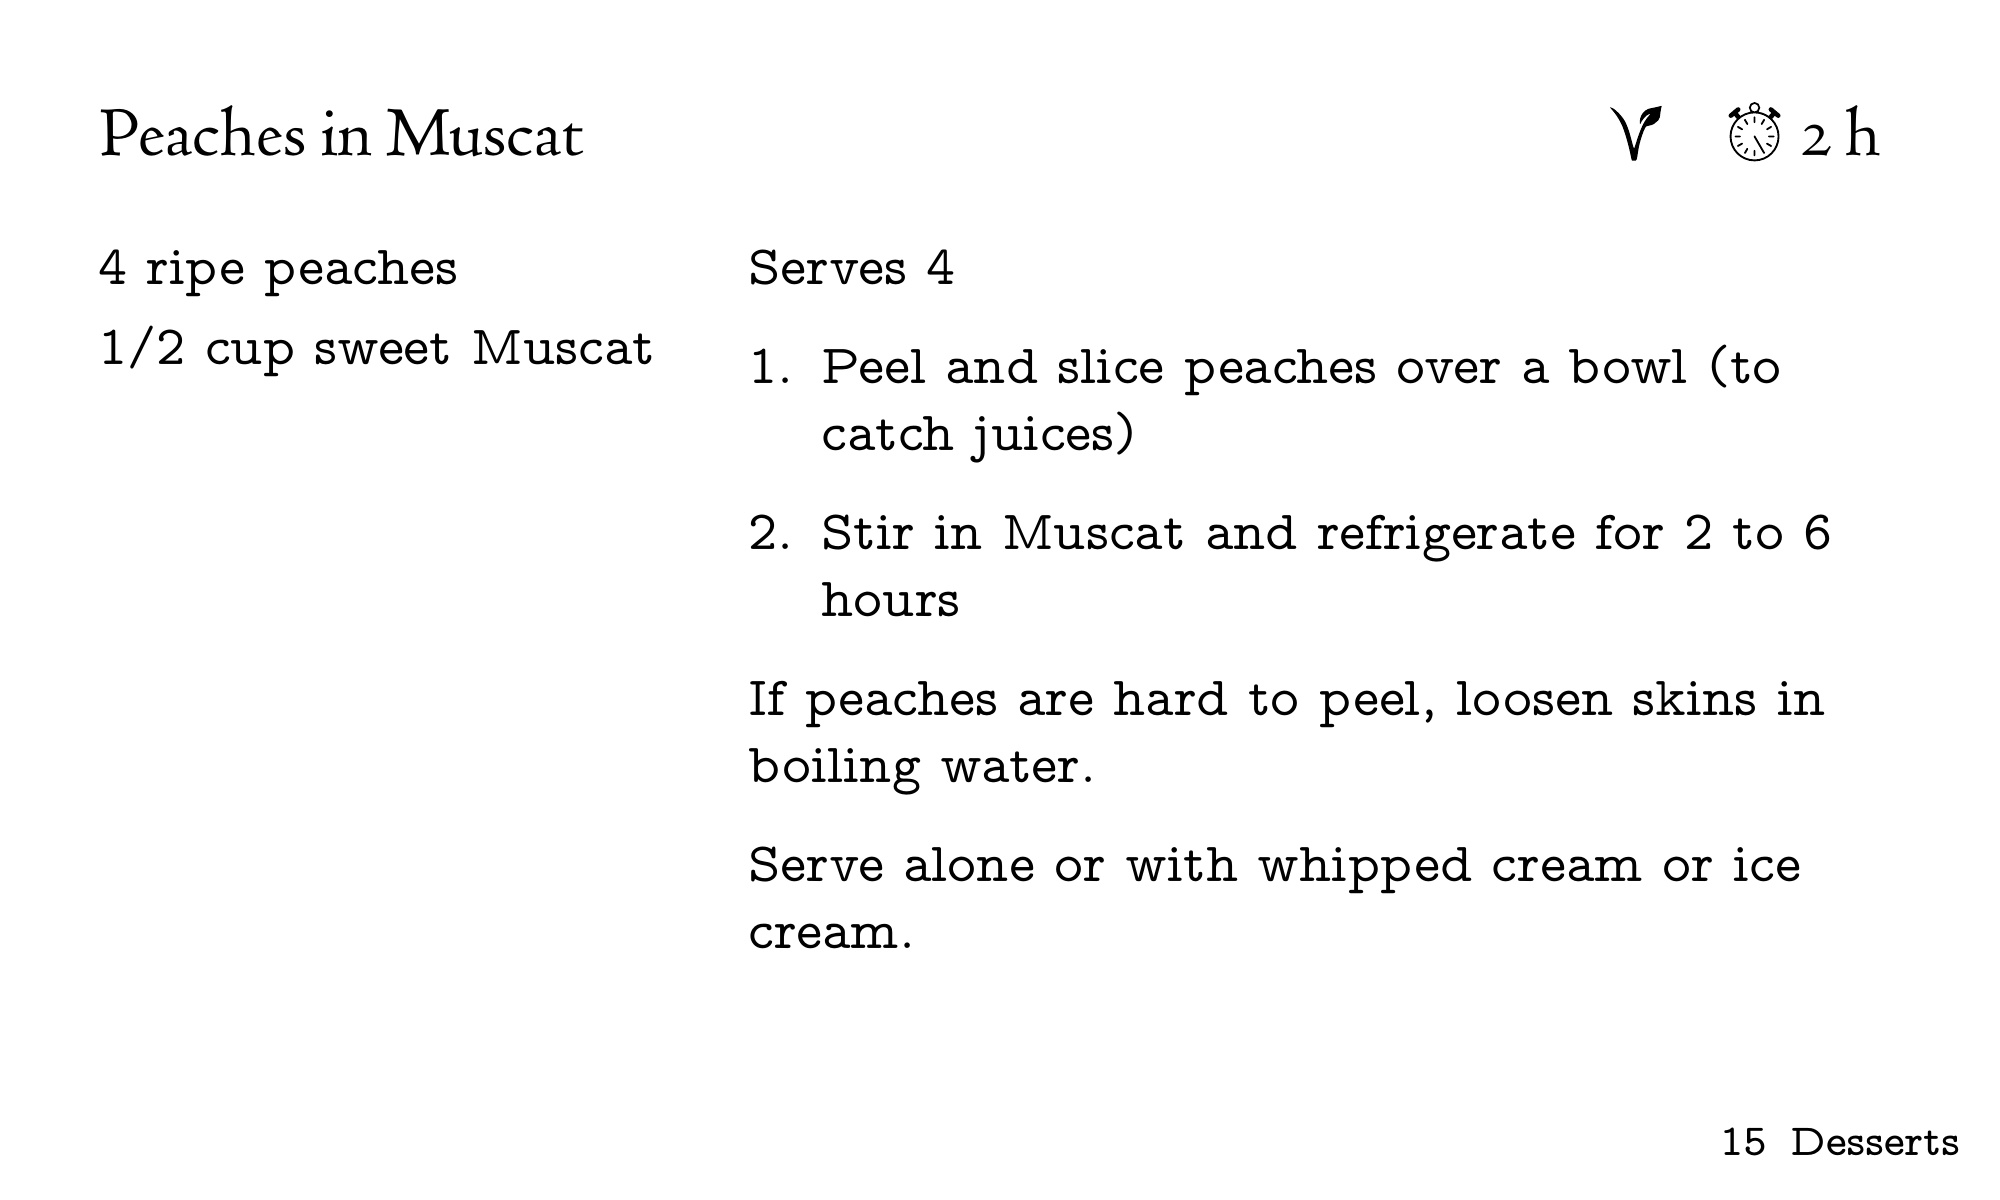 Peaches in Muscat
2 h
4 ripe peaches
1/2 cup sweet Muscat
Serves 4
1. Peel and slice peaches over a bowl (to
catch juices)
2. Stir in Muscat and refrigerate for 2 to 6
hours
If peaches are hard to peel, loosen skins in
boiling water.
Serve alone or with whipped cream or ice
cream.
15 Desserts